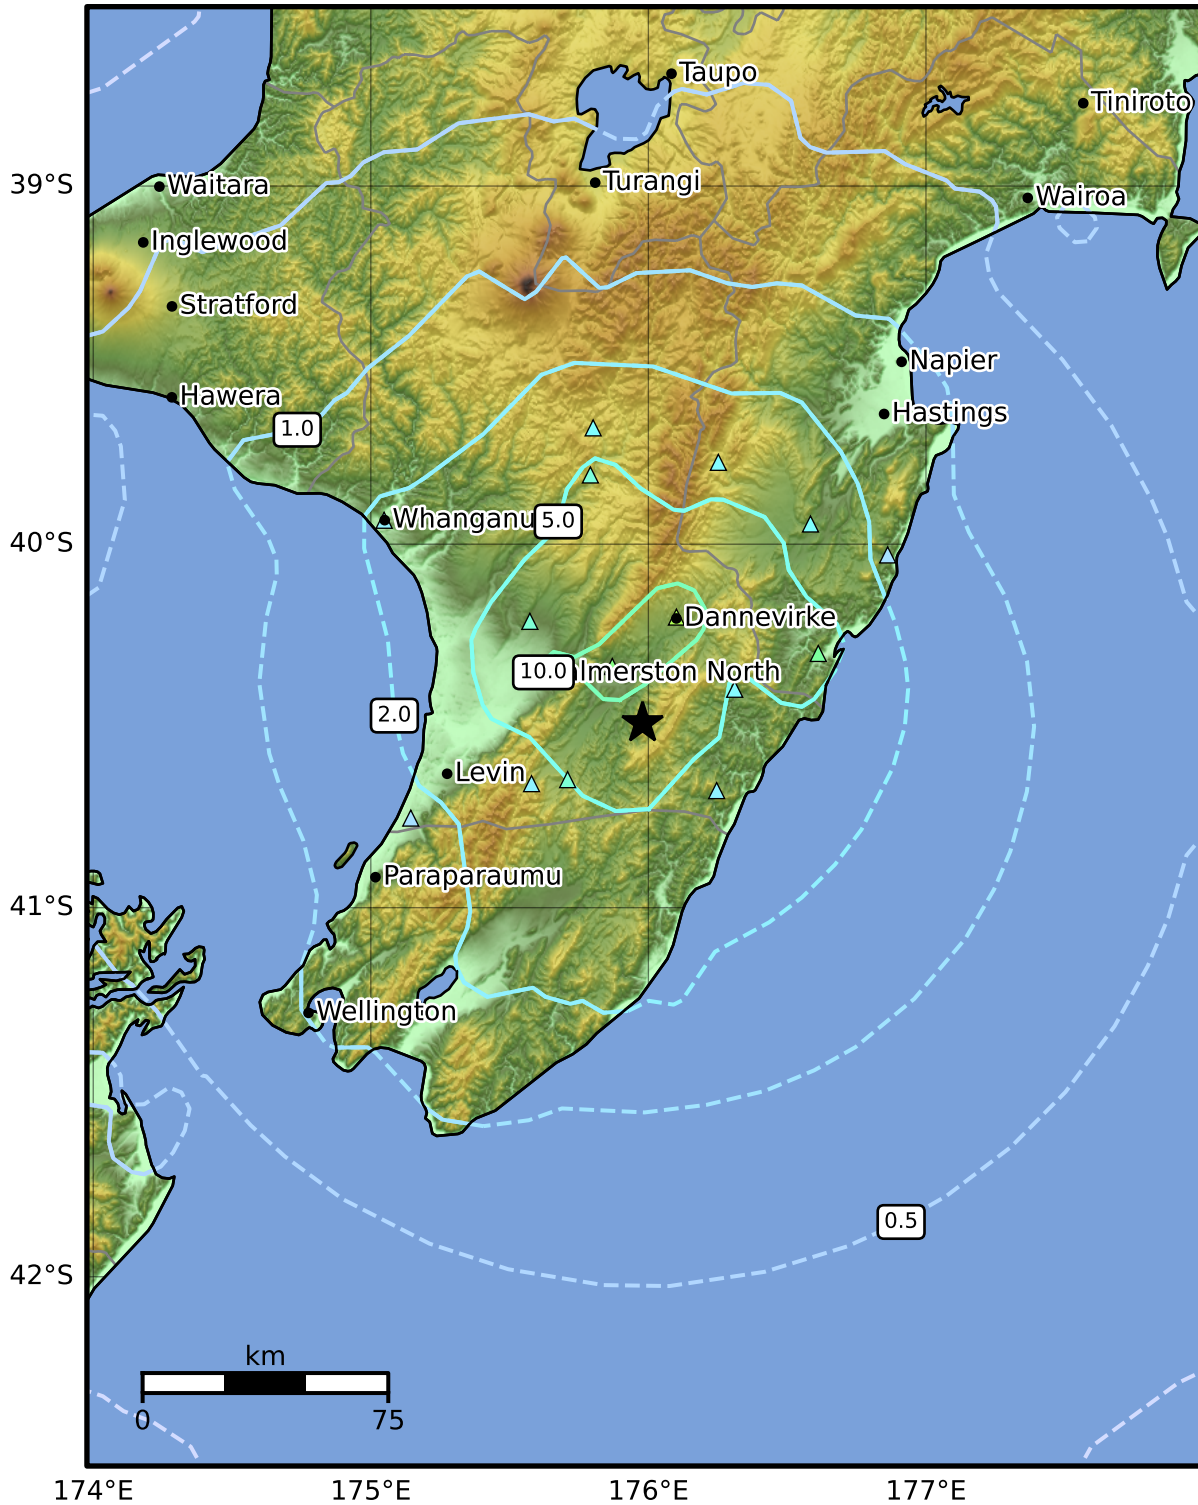 Taupo
Tiniroto
39°S
Waitara
Turangi
Wairoa
Inglewood
Stratford
Napier
Hawera
Hastings
1.0
Whanganu
5.0
40°S
Dannevirke
10.0
lmerston North
2.0
Levin
Paraparaumu
41°S
Wellington
0.5
42°S
km
0
75
174°E
175°E
176°E
177°E